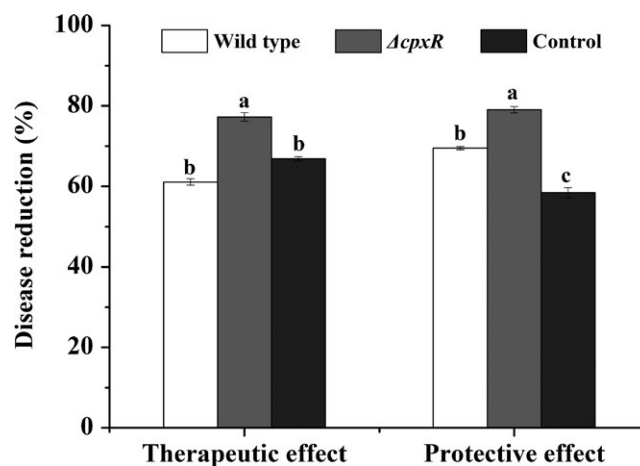 100
Wild type ΔcpxR Control
80
60
40
20
0
Disease reduction (%)
b a b
b a c
Therapeutic effect Protective effect